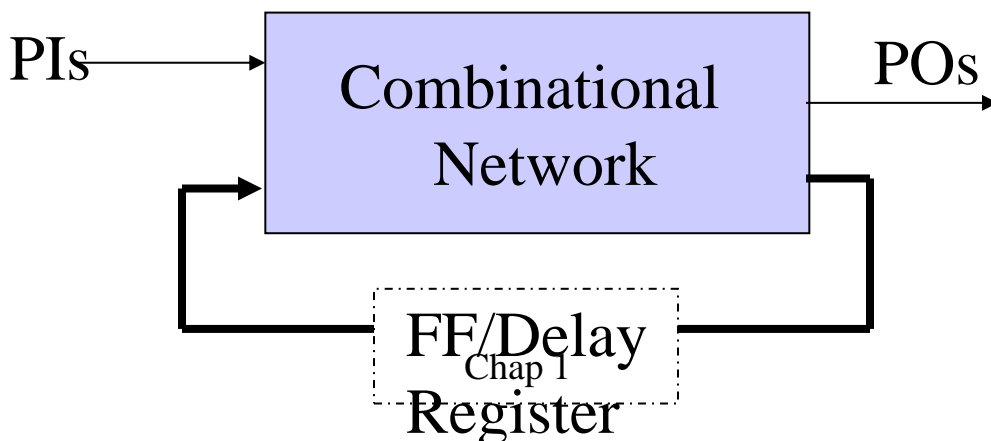 PIs
POs
Combinational
Network
FF/Delay
Chap 1
Register